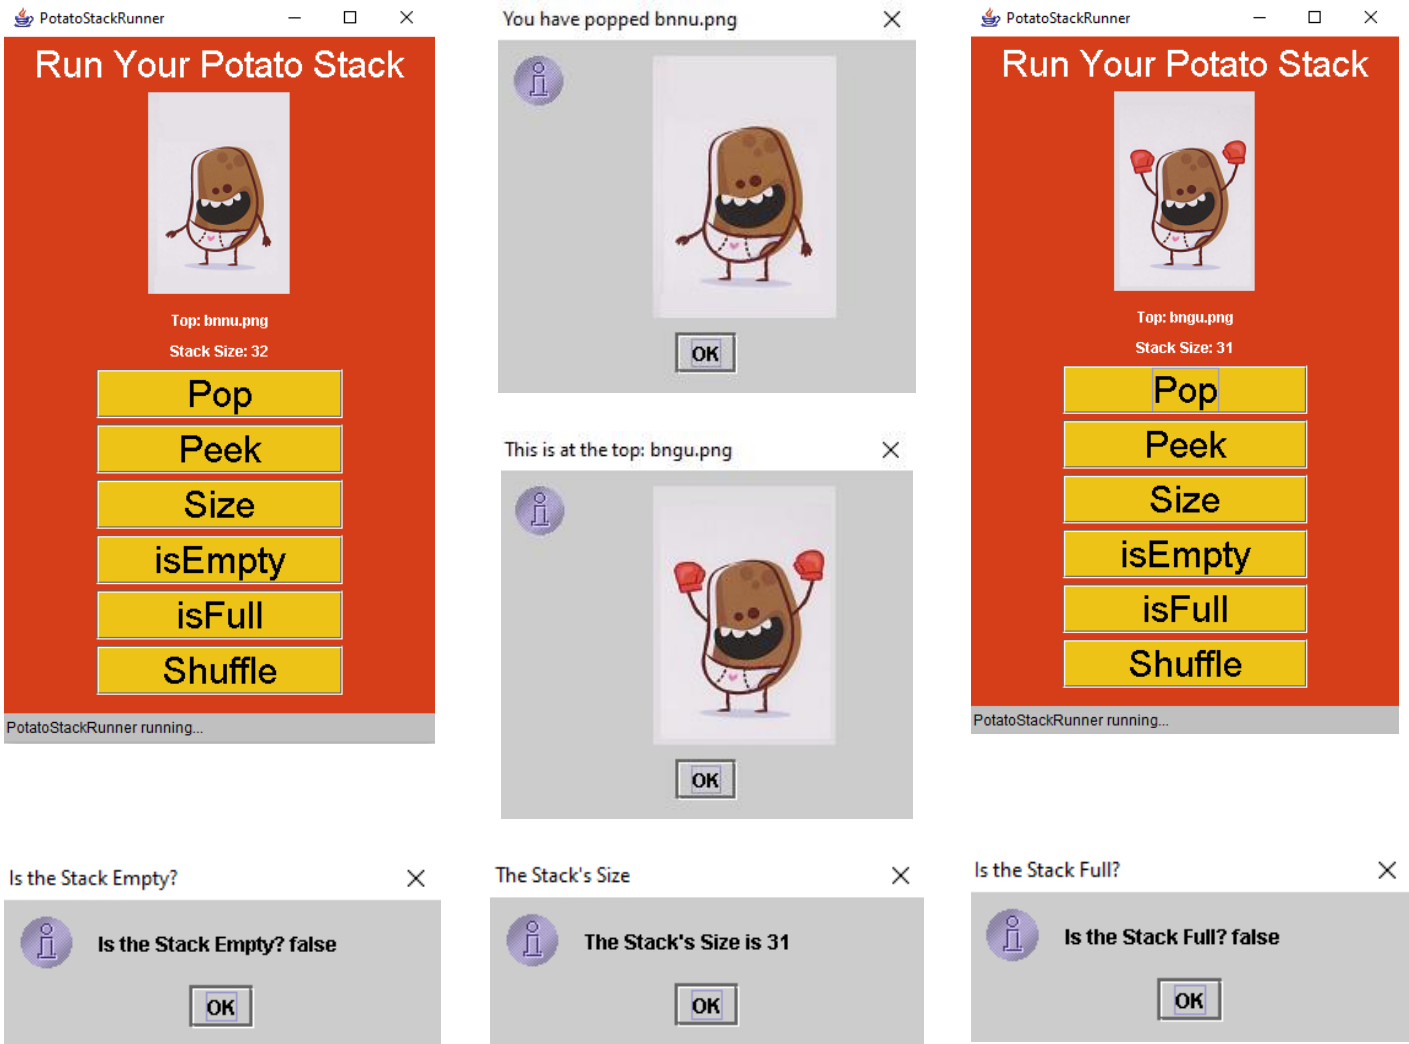 PotatoStackRunner
Run Your Potato Stack
Top: bnnu.png
Stack Size: 32
Pop
Peek
Size
isEmpty
isFull
Shuffle
PotatoStackRunner running...
You have popped bnnu.png
OK
This is at the top: bngu.png
OK
PotatoStackRunner
Run Your Potato Stack
Top: bngu.png
Stack Size: 31
Pop
Peek
Size
isEmpty
isFull
Shuffle
PotatoStackRunner running...
Is the Stack Empty?
Is the Stack Empty? false
OK
The Stack's Size
The Stack's Size is 31
OK
Is the Stack Full?
Is the Stack Full? false
OK